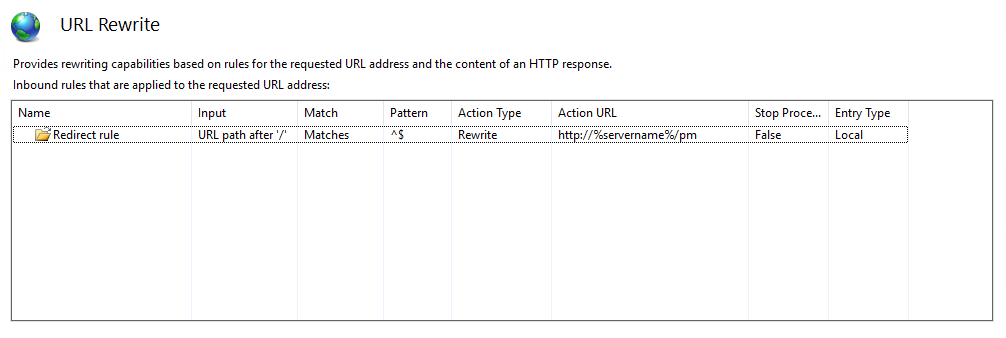 URL Rewrite
Provides rewriting capabilities based on rules for the requested URL address and the content of an HTTP response.
Inbound rules that are applied to the requested URL address:
Name Input Match Pattern Action Type Action URL Stop Proce... Entry Type
Redirect rule URL path after '/' Matches ^$ Rewrite http://%servername%/pm False Local